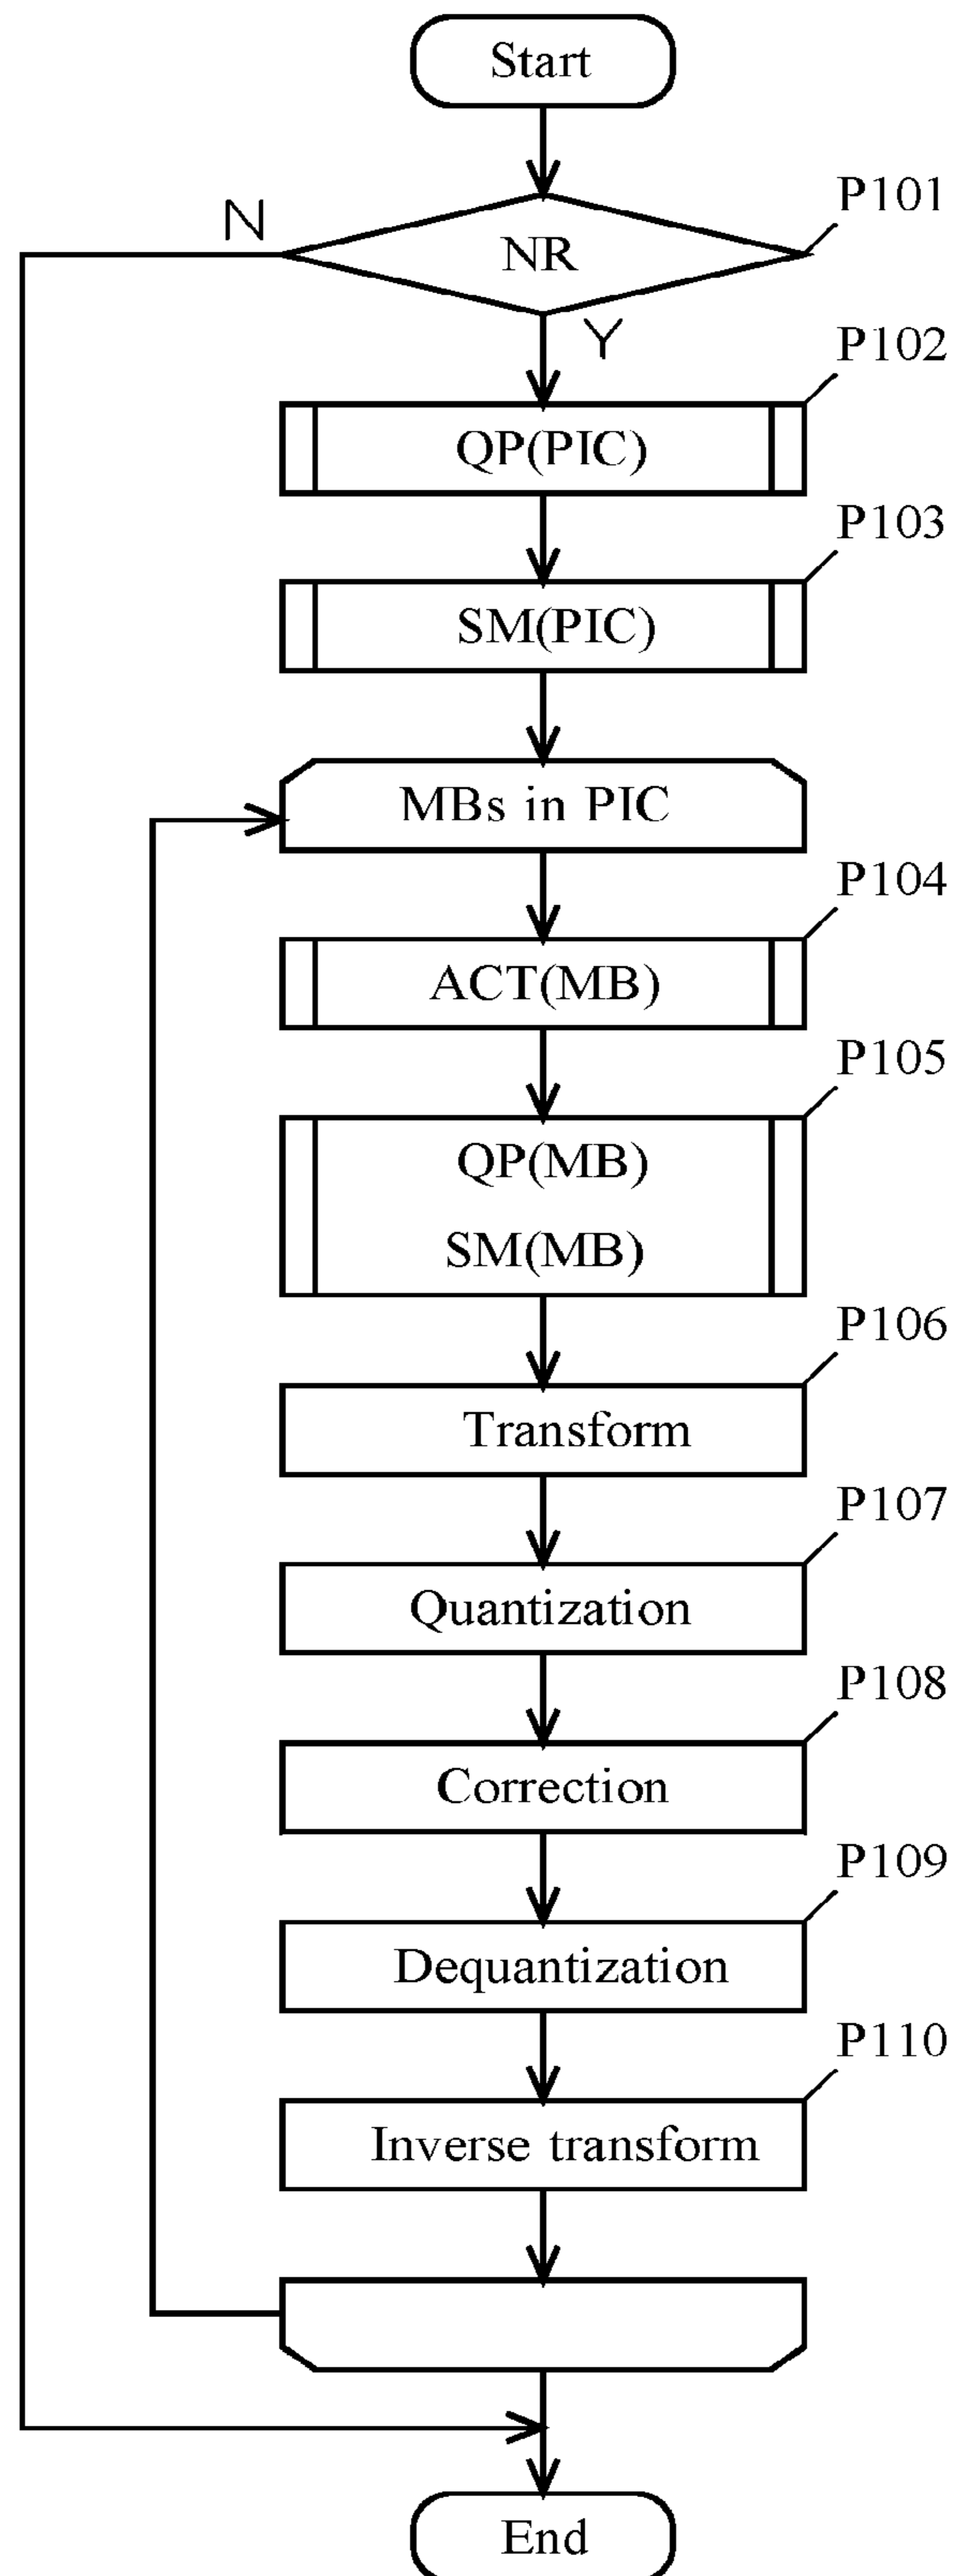 Start
P101
N
NR
Y
P102
QP(PIC)
P103
SM(PIC)
MBs in PIC
P104
ACT(MB)
P105
QP(MB)
SM(MB)
P106
Transform
P107
Quantization
P108
Correction
P109
Dequantization
P110
Inverse transform
End